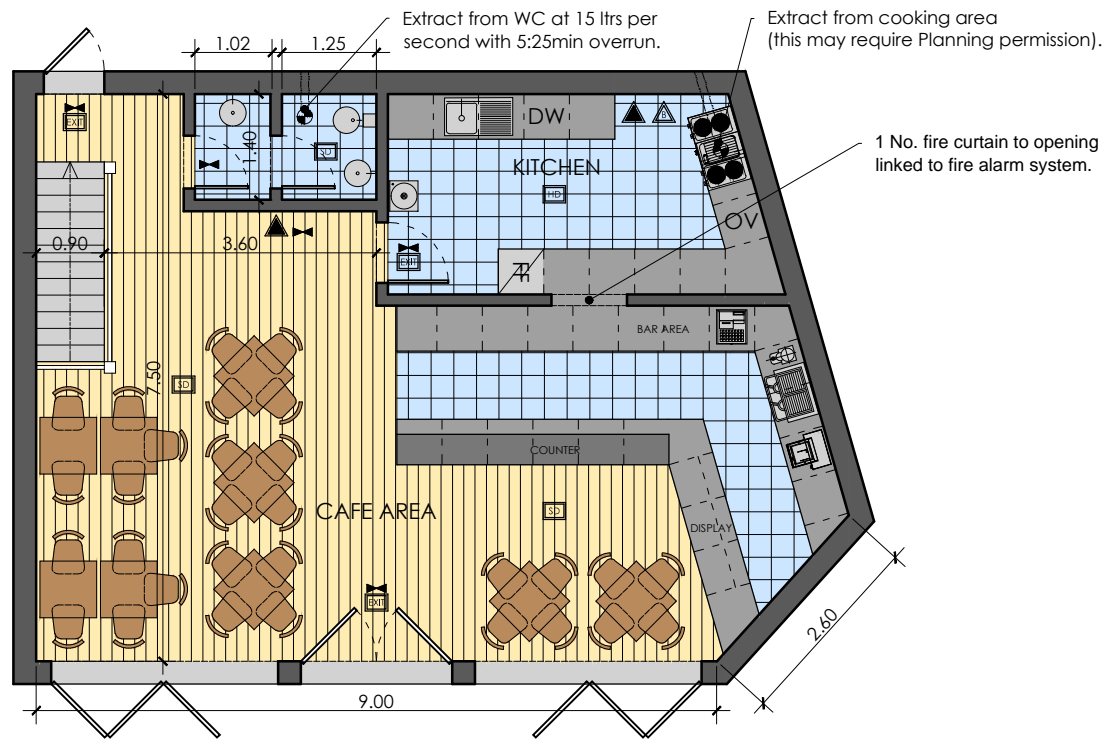 Extract from WC at 15 ltrs per
second with 5:25min overrun.
Extract from cooking area
(this may require Planning permission).
1 No. fire curtain to opening
linked to fire alarm system.
1.02
1.25
EXIT
1.40
SD
DW
B
KITCHEN
HD
OV
0.90
3.60
EXIT
BAR AREA
7.50
SD
COUNTER
CAFE AREA
SD
DISPLAY
EXIT
2.60
9.00